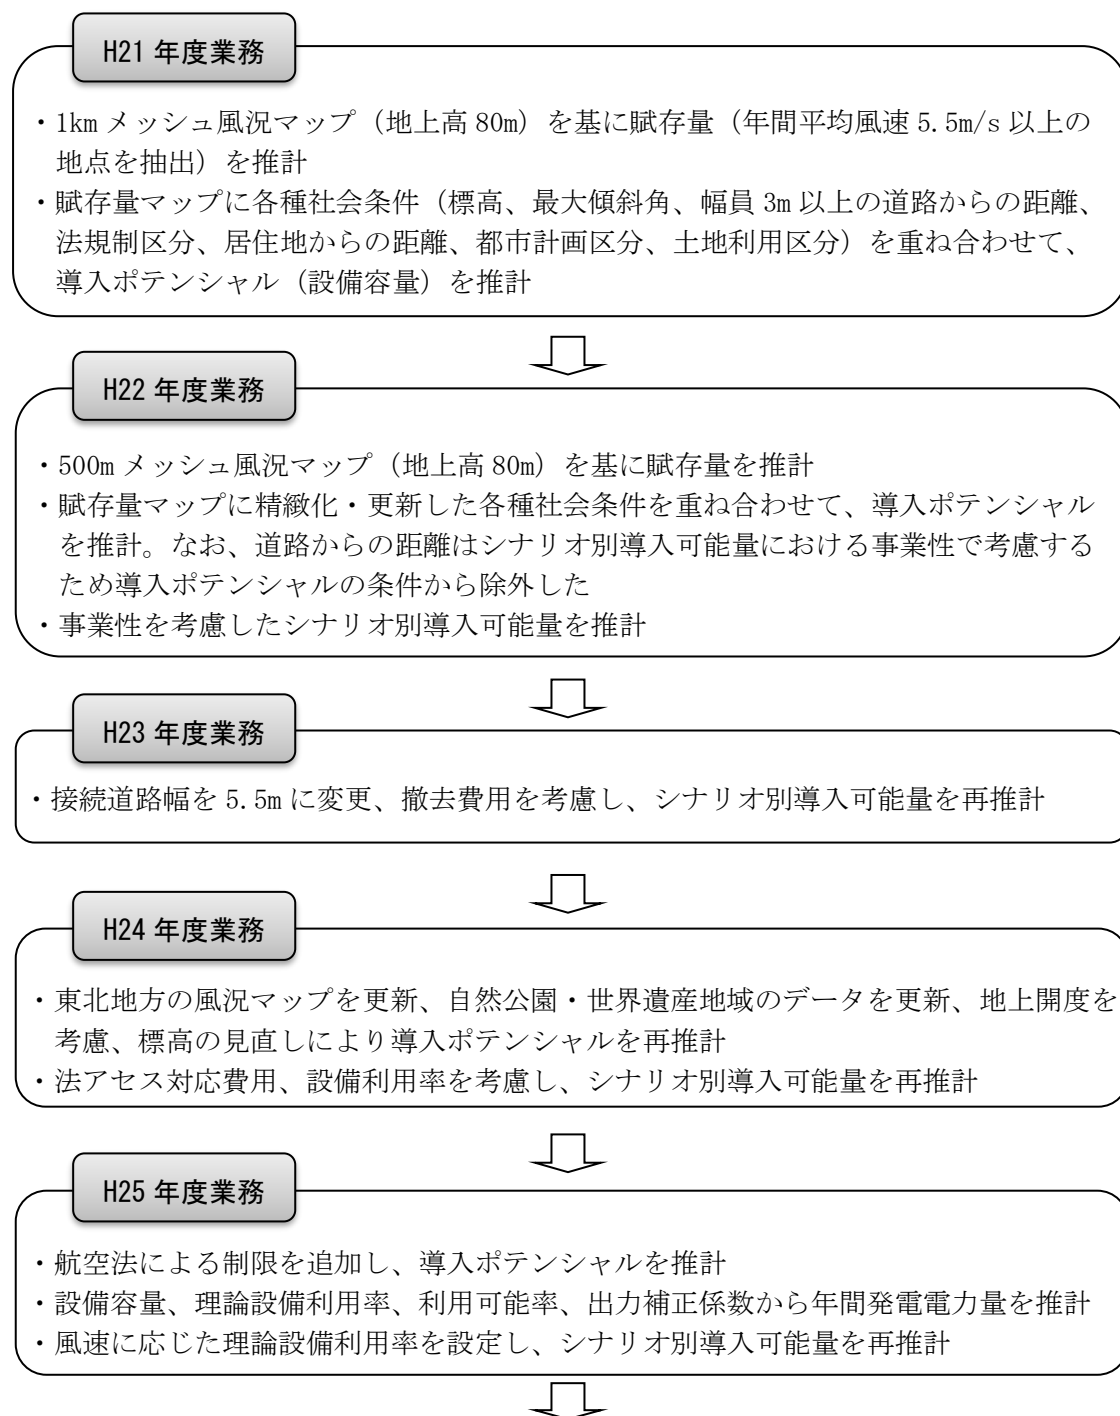 H21 年度業務
・1km メッシュ風況マップ（地上高 80m）を基に賦存量（年間平均風速 5.5m/s 以上の
地点を抽出）を推計
・賦存量マップに各種社会条件（標高、最大傾斜角、幅員 3m 以上の道路からの距離、
法規制区分、居住地からの距離、都市計画区分、土地利用区分）を重ね合わせて、
導入ポテンシャル（設備容量）を推計
H22 年度業務
・500m メッシュ風況マップ（地上高 80m）を基に賦存量を推計
・賦存量マップに精緻化・更新した各種社会条件を重ね合わせて、導入ポテンシャル
を推計。なお、道路からの距離はシナリオ別導入可能量における事業性で考慮する
ため導入ポテンシャルの条件から除外した
・事業性を考慮したシナリオ別導入可能量を推計
H23 年度業務
・接続道路幅を 5.5m に変更、撤去費用を考慮し、シナリオ別導入可能量を再推計
H24 年度業務
・東北地方の風況マップを更新、自然公園・世界遺産地域のデータを更新、地上開度を
考慮、標高の見直しにより導入ポテンシャルを再推計
・法アセス対応費用、設備利用率を考慮し、シナリオ別導入可能量を再推計
H25 年度業務
・航空法による制限を追加し、導入ポテンシャルを推計
・設備容量、理論設備利用率、利用可能率、出力補正係数から年間発電電力量を推計
・風速に応じた理論設備利用率を設定し、シナリオ別導入可能量を再推計